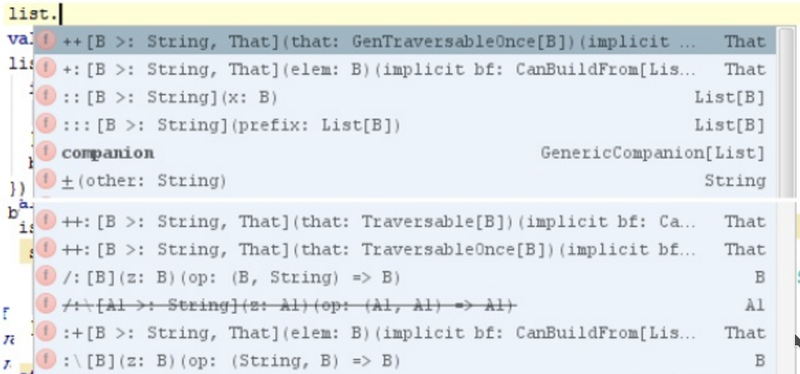 list.
++[B >: String, That](that: GenTraversableOnce[B])(implicit ... That
+:[B >: String, That](elem: B)(implicit bf: CanBuildFrom[Lis... That
::[B >: String](x: B) List[B]
:::[B >: String](prefix: List[B]) List[B]
companion GenericCompanion[List]
+(other: String) String
++:[B >: String, That](that: Traversable[B])(implicit bf: Ca... That
++:[B >: String, That](that: TraversableOnce[B])(implicit bf... That
/:[B](z: B)(op: (B, String) => B) B
/:\[A1 >: String](z: A1)(op: (A1, A1) => A1) A1
:+[B >: String, That](elem: B)(implicit bf: CanBuildFrom[Lis... That
:\[B](z: B)(op: (String, B) => B) B